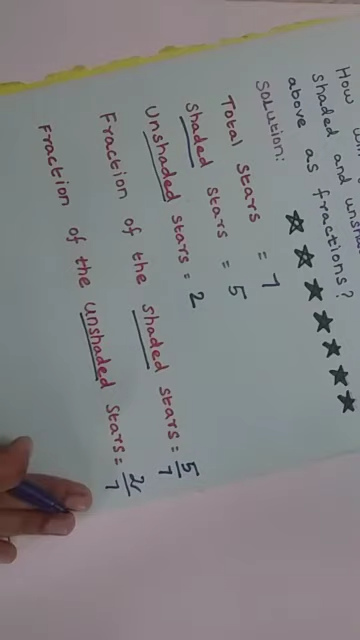 How
shaded and
above as fractions?
Solution:
Total stars = 7
Shaded stars = 5
Unshaded stars = 2
Fraction of the shaded stars = 5/7
Fraction of the unshaded stars = 2/7